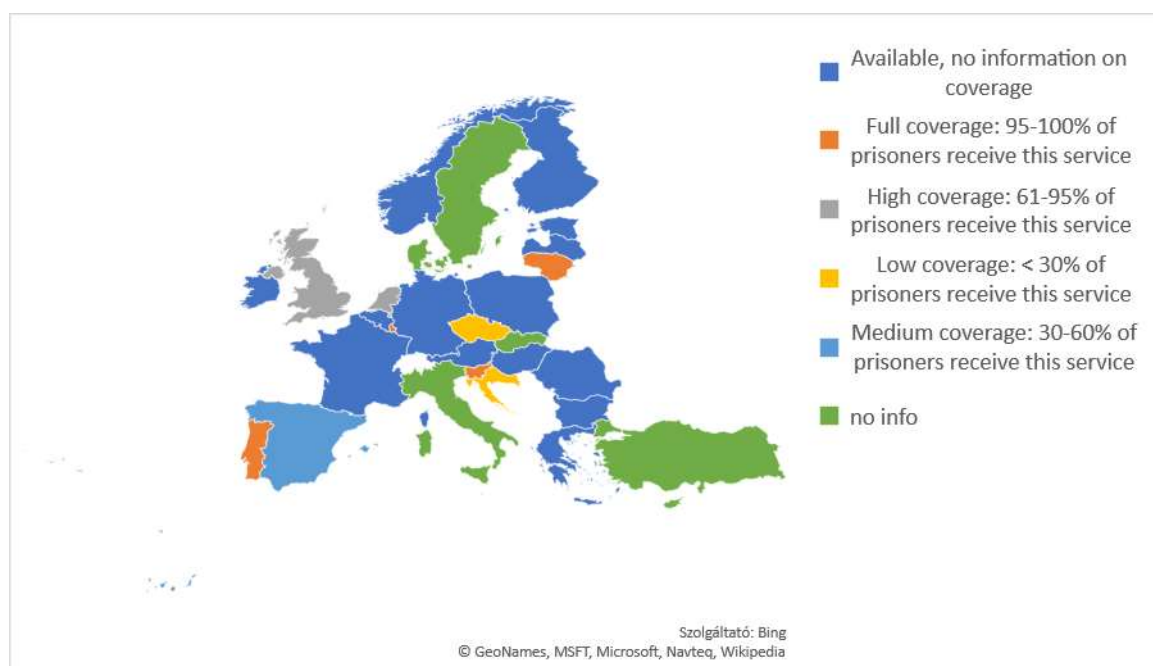 Available, no information on
coverage
Full coverage: 95-100% of
prisoners receive this service
High coverage: 61-95% of
prisoners receive this service
Low coverage: < 30% of
prisoners receive this service
Medium coverage: 30-60% of
prisoners receive this service
no info
Szolgáltató: Bing
© GeoNames, MSFT, Microsoft, Navteq, Wikipedia